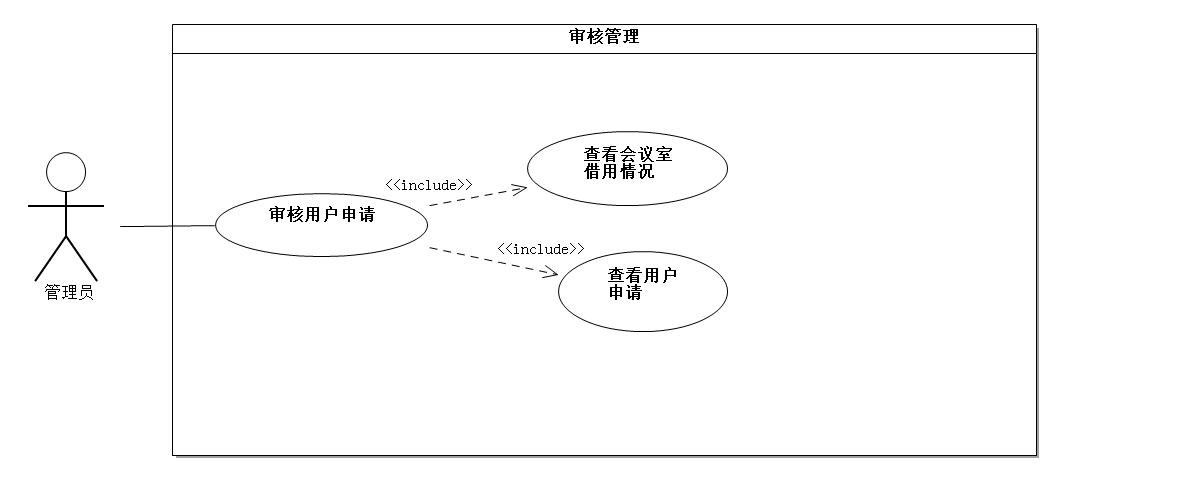 审核管理
查看会议室
借用情况
<<include>>
审核用户申请
<<include>>
查看用户
申请
管理员